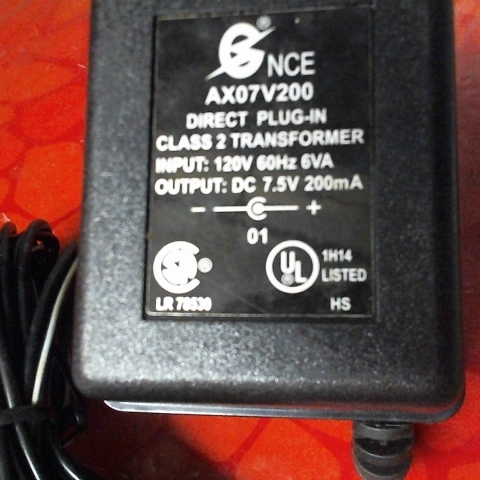 NCE
AX07V200
DIRECT PLUG-IN
CLASS 2 TRANSFORMER
INPUT: 120V 60Hz 6VA
OUTPUT: DC 7.5V 200mA
- +
01
UL
1H14
LISTED
LR 78530
HS